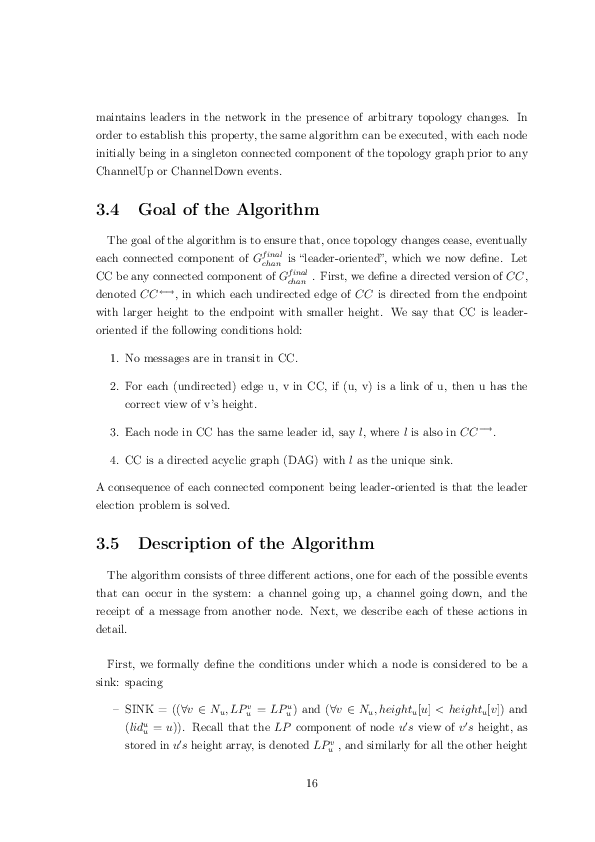 maintains leaders in the network in the presence of arbitrary topology changes. In
order to establish this property, the same algorithm can be executed, with each node
initially being in a singleton connected component of the topology graph prior to any
ChannelUp or ChannelDown events.
3.4 Goal of the Algorithm
The goal of the algorithm is to ensure that, once topology changes cease, eventually
each connected component of $G_{chan}^{final}$ is “leader-oriented”, which we now define. Let
CC be any connected component of $G_{chan}^{final}$ . First, we define a directed version of CC,
denoted $CC^{\longleftrightarrow}$, in which each undirected edge of CC is directed from the endpoint
with larger height to the endpoint with smaller height. We say that CC is leader-
oriented if the following conditions hold:
1. No messages are in transit in CC.
2. For each (undirected) edge u, v in CC, if (u, v) is a link of u, then u has the
correct view of v’s height.
3. Each node in CC has the same leader id, say l, where l is also in $CC^{\longrightarrow}$.
4. CC is a directed acyclic graph (DAG) with l as the unique sink.
A consequence of each connected component being leader-oriented is that the leader
election problem is solved.
3.5 Description of the Algorithm
The algorithm consists of three different actions, one for each of the possible events
that can occur in the system: a channel going up, a channel going down, and the
receipt of a message from another node. Next, we describe each of these actions in
detail.
First, we formally define the conditions under which a node is considered to be a
sink: spacing
– SINK = $((\forall v \in N_u, LP_u^v = LP_u^u)$ and $(\forall v \in N_u, height_u[u] < height_u[v])$ and
$(lid_u^u = u))$. Recall that the LP component of node u′s view of v′s height, as
stored in u′s height array, is denoted $LP_u^v$ , and similarly for all the other height
16